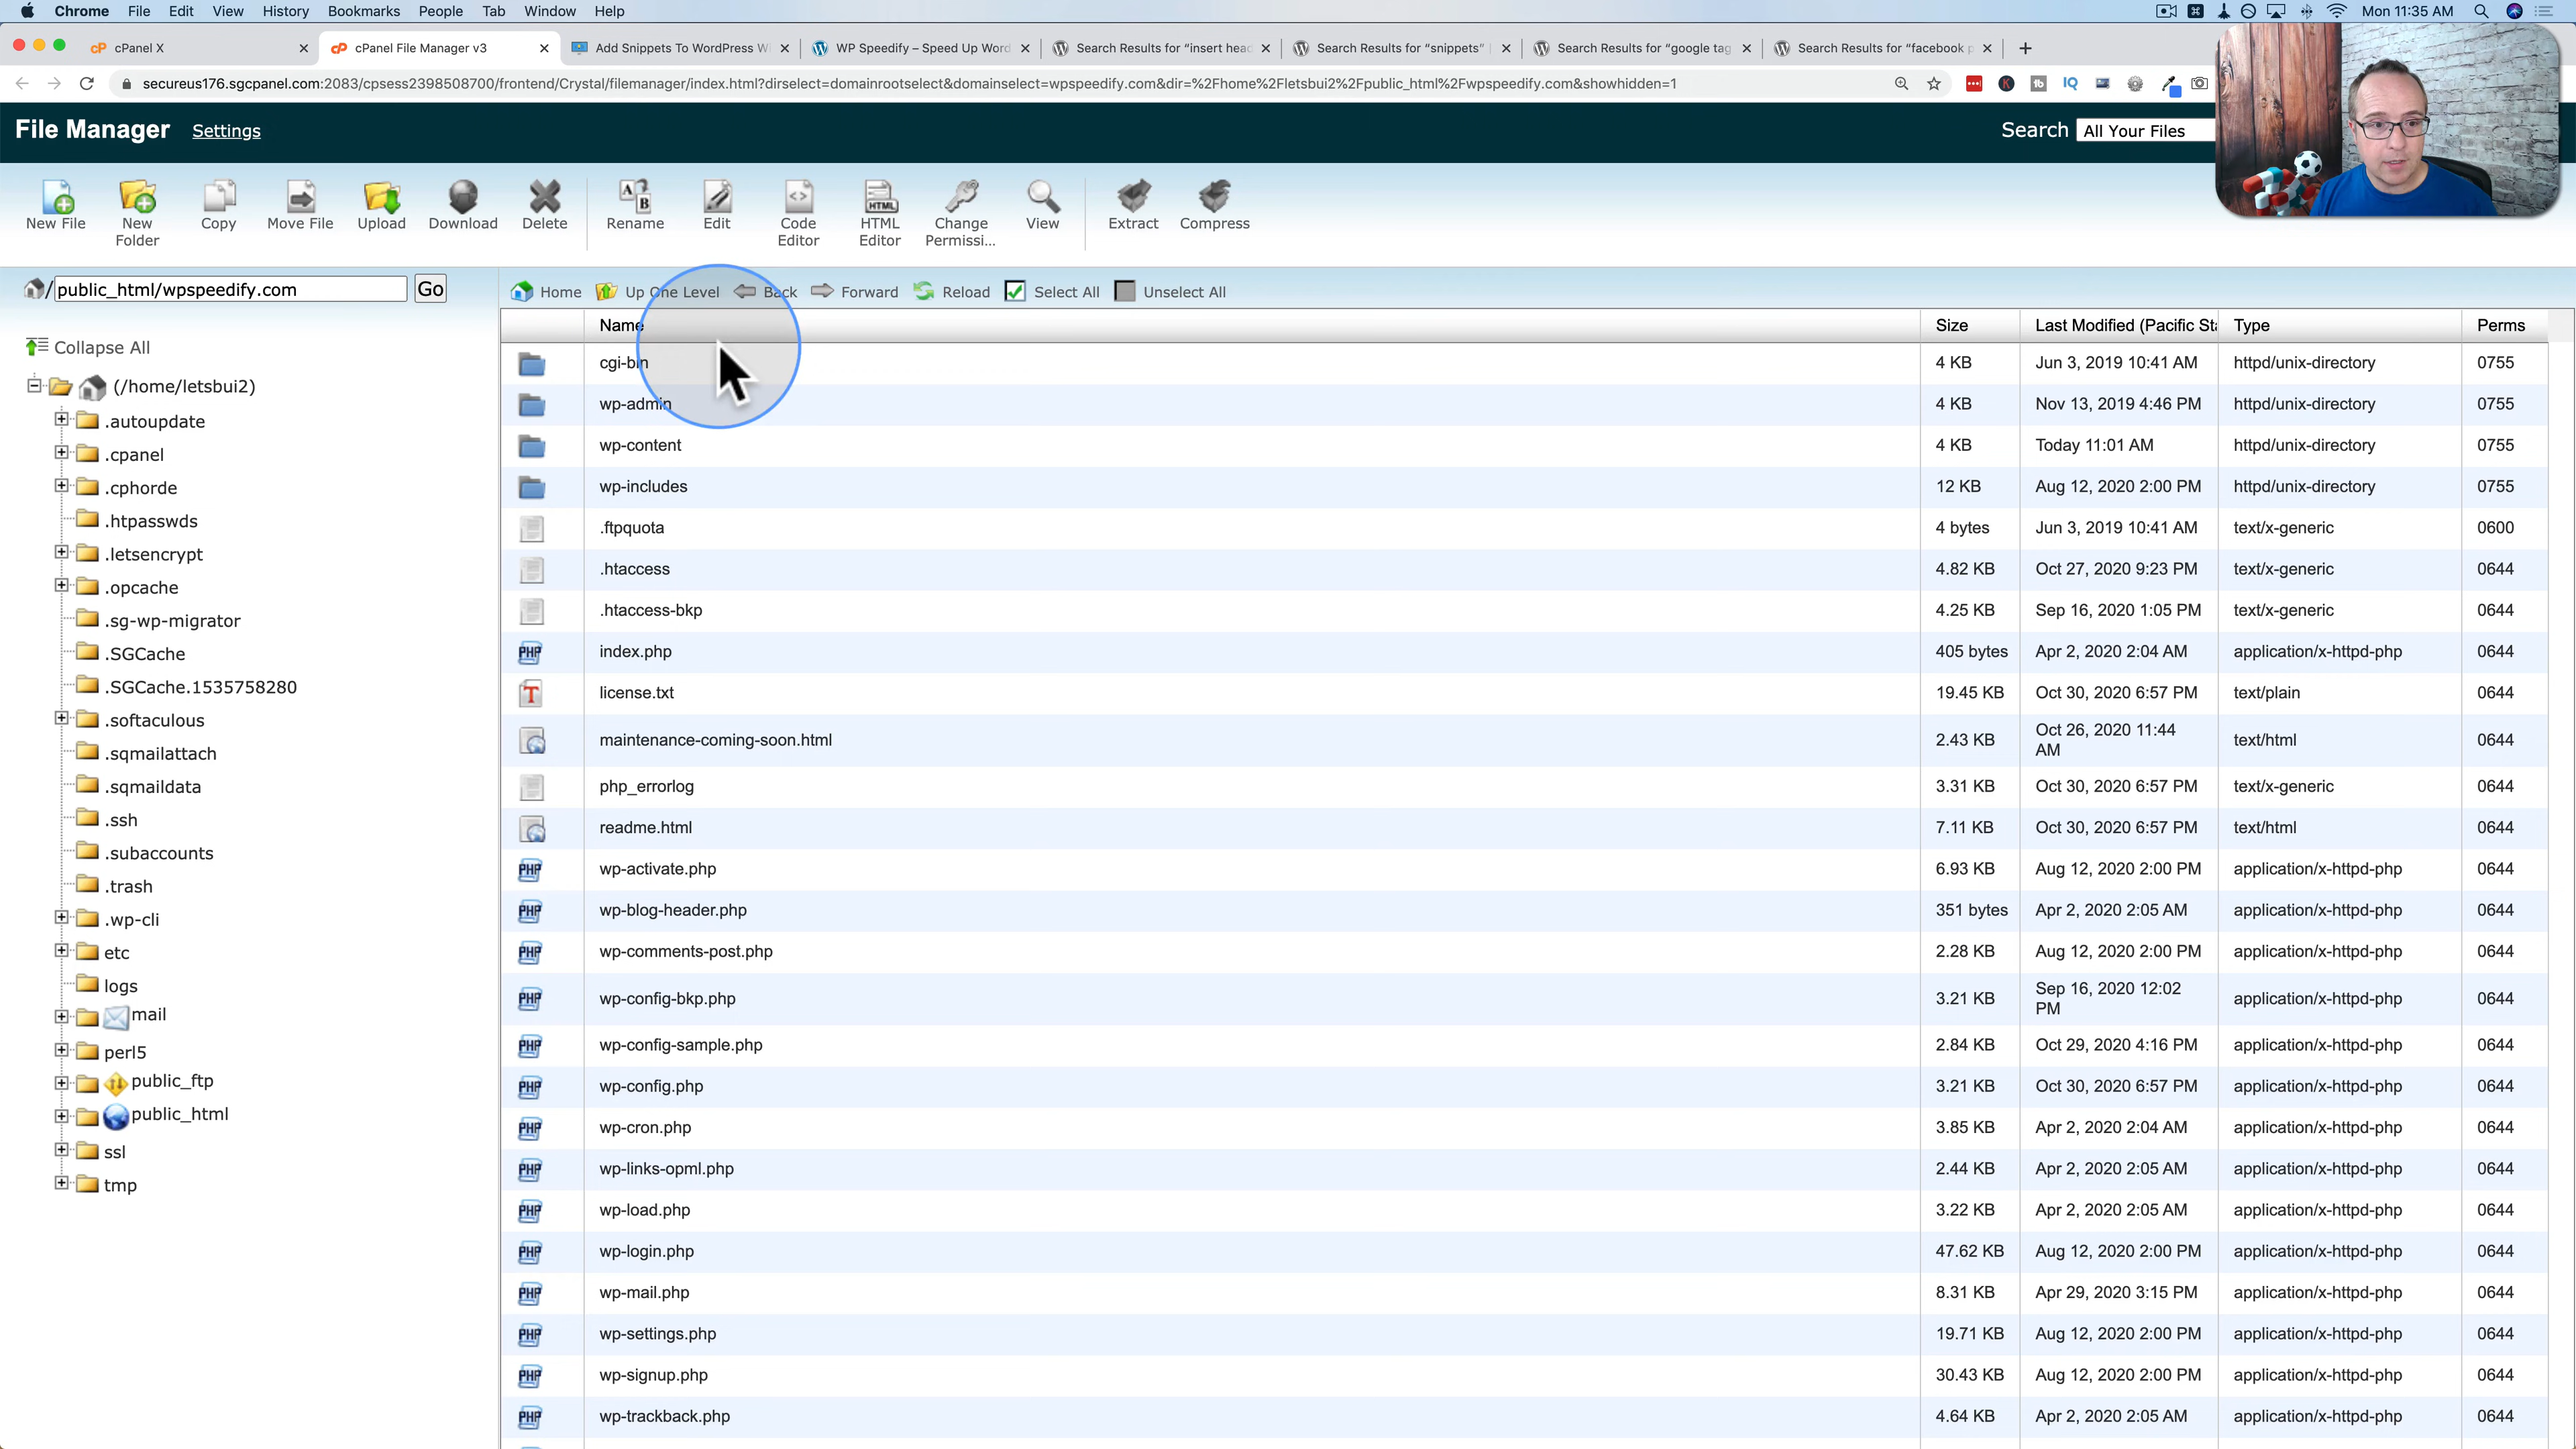 Chrome File Edit View History Bookmarks People Tab Window Help Mon 11:35 AM
cPanel X cPanel File Manager v3 Add Snippets To WordPress W WP Speedify – Speed Up Word Search Results for “insert head Search Results for “snippets” Search Results for “google tag Search Results for “facebook p
secureus176.sgcpanel.com:2083/cpsess2398508700/frontend/Crystal/filemanager/index.html?dirselect=domainrootselect&domainselect=wpspeedify.com&dir=%2Fhome%2Fletsbui2%2Fpublic_html%2Fwpspeedify.com&showhidden=1
File Manager Settings Search All Your Files
New File New Folder Copy Move File Upload Download Delete Rename Edit Code Editor HTML Editor Change Permissi... View Extract Compress
/ public_html/wpspeedify.com Go
Home Up One Level Back Forward Reload Select All Unselect All
Collapse All
(/home/letsbui2)
.autoupdate
.cpanel
.cphorde
.htpasswds
.letsencrypt
.opcache
.sg-wp-migrator
.SGCache
.SGCache.1535758280
.softaculous
.sqmailattach
.sqmaildata
.ssh
.subaccounts
.trash
.wp-cli
etc
logs
mail
perl5
public_ftp
public_html
ssl
tmp
Name Size Last Modified (Pacific Sta Type Perms
cgi-bin 4 KB Jun 3, 2019 10:41 AM httpd/unix-directory 0755
wp-admin 4 KB Nov 13, 2019 4:46 PM httpd/unix-directory 0755
wp-content 4 KB Today 11:01 AM httpd/unix-directory 0755
wp-includes 12 KB Aug 12, 2020 2:00 PM httpd/unix-directory 0755
.ftpquota 4 bytes Jun 3, 2019 10:41 AM text/x-generic 0600
.htaccess 4.82 KB Oct 27, 2020 9:23 PM text/x-generic 0644
.htaccess-bkp 4.25 KB Sep 16, 2020 1:05 PM text/x-generic 0644
index.php 405 bytes Apr 2, 2020 2:04 AM application/x-httpd-php 0644
license.txt 19.45 KB Oct 30, 2020 6:57 PM text/plain 0644
maintenance-coming-soon.html 2.43 KB Oct 26, 2020 11:44 AM text/html 0644
php_errorlog 3.31 KB Oct 30, 2020 6:57 PM text/x-generic 0644
readme.html 7.11 KB Oct 30, 2020 6:57 PM text/html 0644
wp-activate.php 6.93 KB Aug 12, 2020 2:00 PM application/x-httpd-php 0644
wp-blog-header.php 351 bytes Apr 2, 2020 2:05 AM application/x-httpd-php 0644
wp-comments-post.php 2.28 KB Aug 12, 2020 2:00 PM application/x-httpd-php 0644
wp-config-bkp.php 3.21 KB Sep 16, 2020 12:02 PM application/x-httpd-php 0644
wp-config-sample.php 2.84 KB Oct 29, 2020 4:16 PM application/x-httpd-php 0644
wp-config.php 3.21 KB Oct 30, 2020 6:57 PM application/x-httpd-php 0644
wp-cron.php 3.85 KB Apr 2, 2020 2:04 AM application/x-httpd-php 0644
wp-links-opml.php 2.44 KB Apr 2, 2020 2:05 AM application/x-httpd-php 0644
wp-load.php 3.22 KB Apr 2, 2020 2:05 AM application/x-httpd-php 0644
wp-login.php 47.62 KB Aug 12, 2020 2:00 PM application/x-httpd-php 0644
wp-mail.php 8.31 KB Apr 29, 2020 3:15 PM application/x-httpd-php 0644
wp-settings.php 19.71 KB Aug 12, 2020 2:00 PM application/x-httpd-php 0644
wp-signup.php 30.43 KB Aug 12, 2020 2:00 PM application/x-httpd-php 0644
wp-trackback.php 4.64 KB Apr 2, 2020 2:05 AM application/x-httpd-php 0644